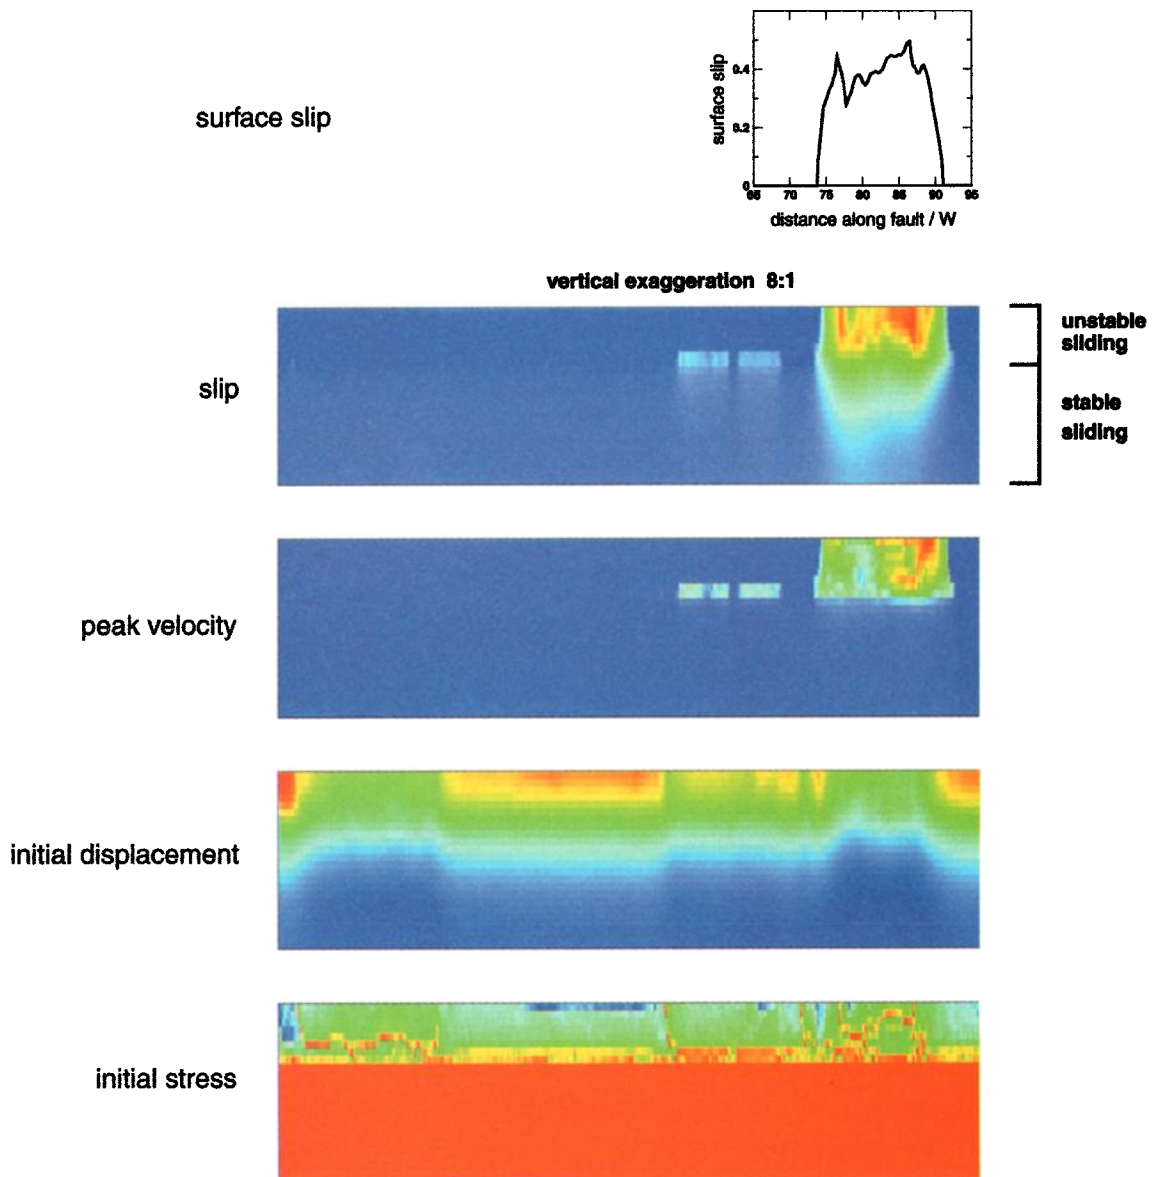 surface slip
surface slip
0.4
0.2
0
65 70 75 80 85 90 95
distance along fault / W
vertical exaggeration 8:1
slip
unstable
sliding
stable
sliding
peak velocity
initial displacement
initial stress